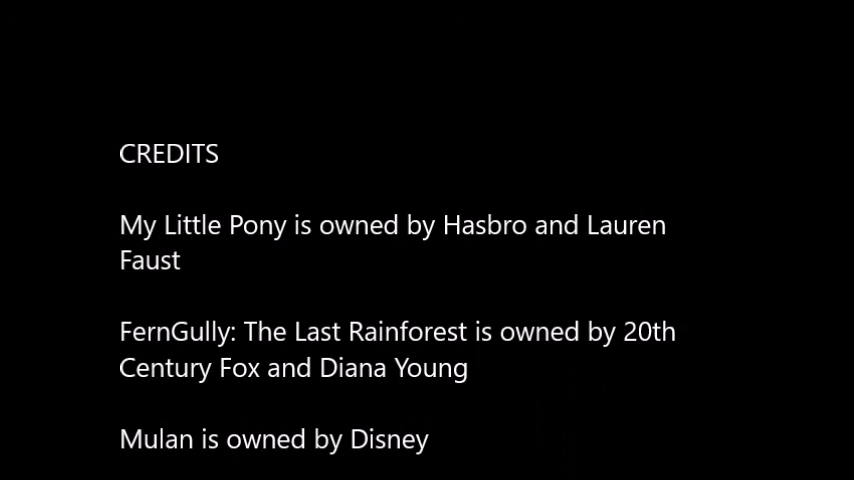 CREDITS
My Little Pony is owned by Hasbro and Lauren
Faust
FernGully: The Last Rainforest is owned by 20th
Century Fox and Diana Young
Mulan is owned by Disney